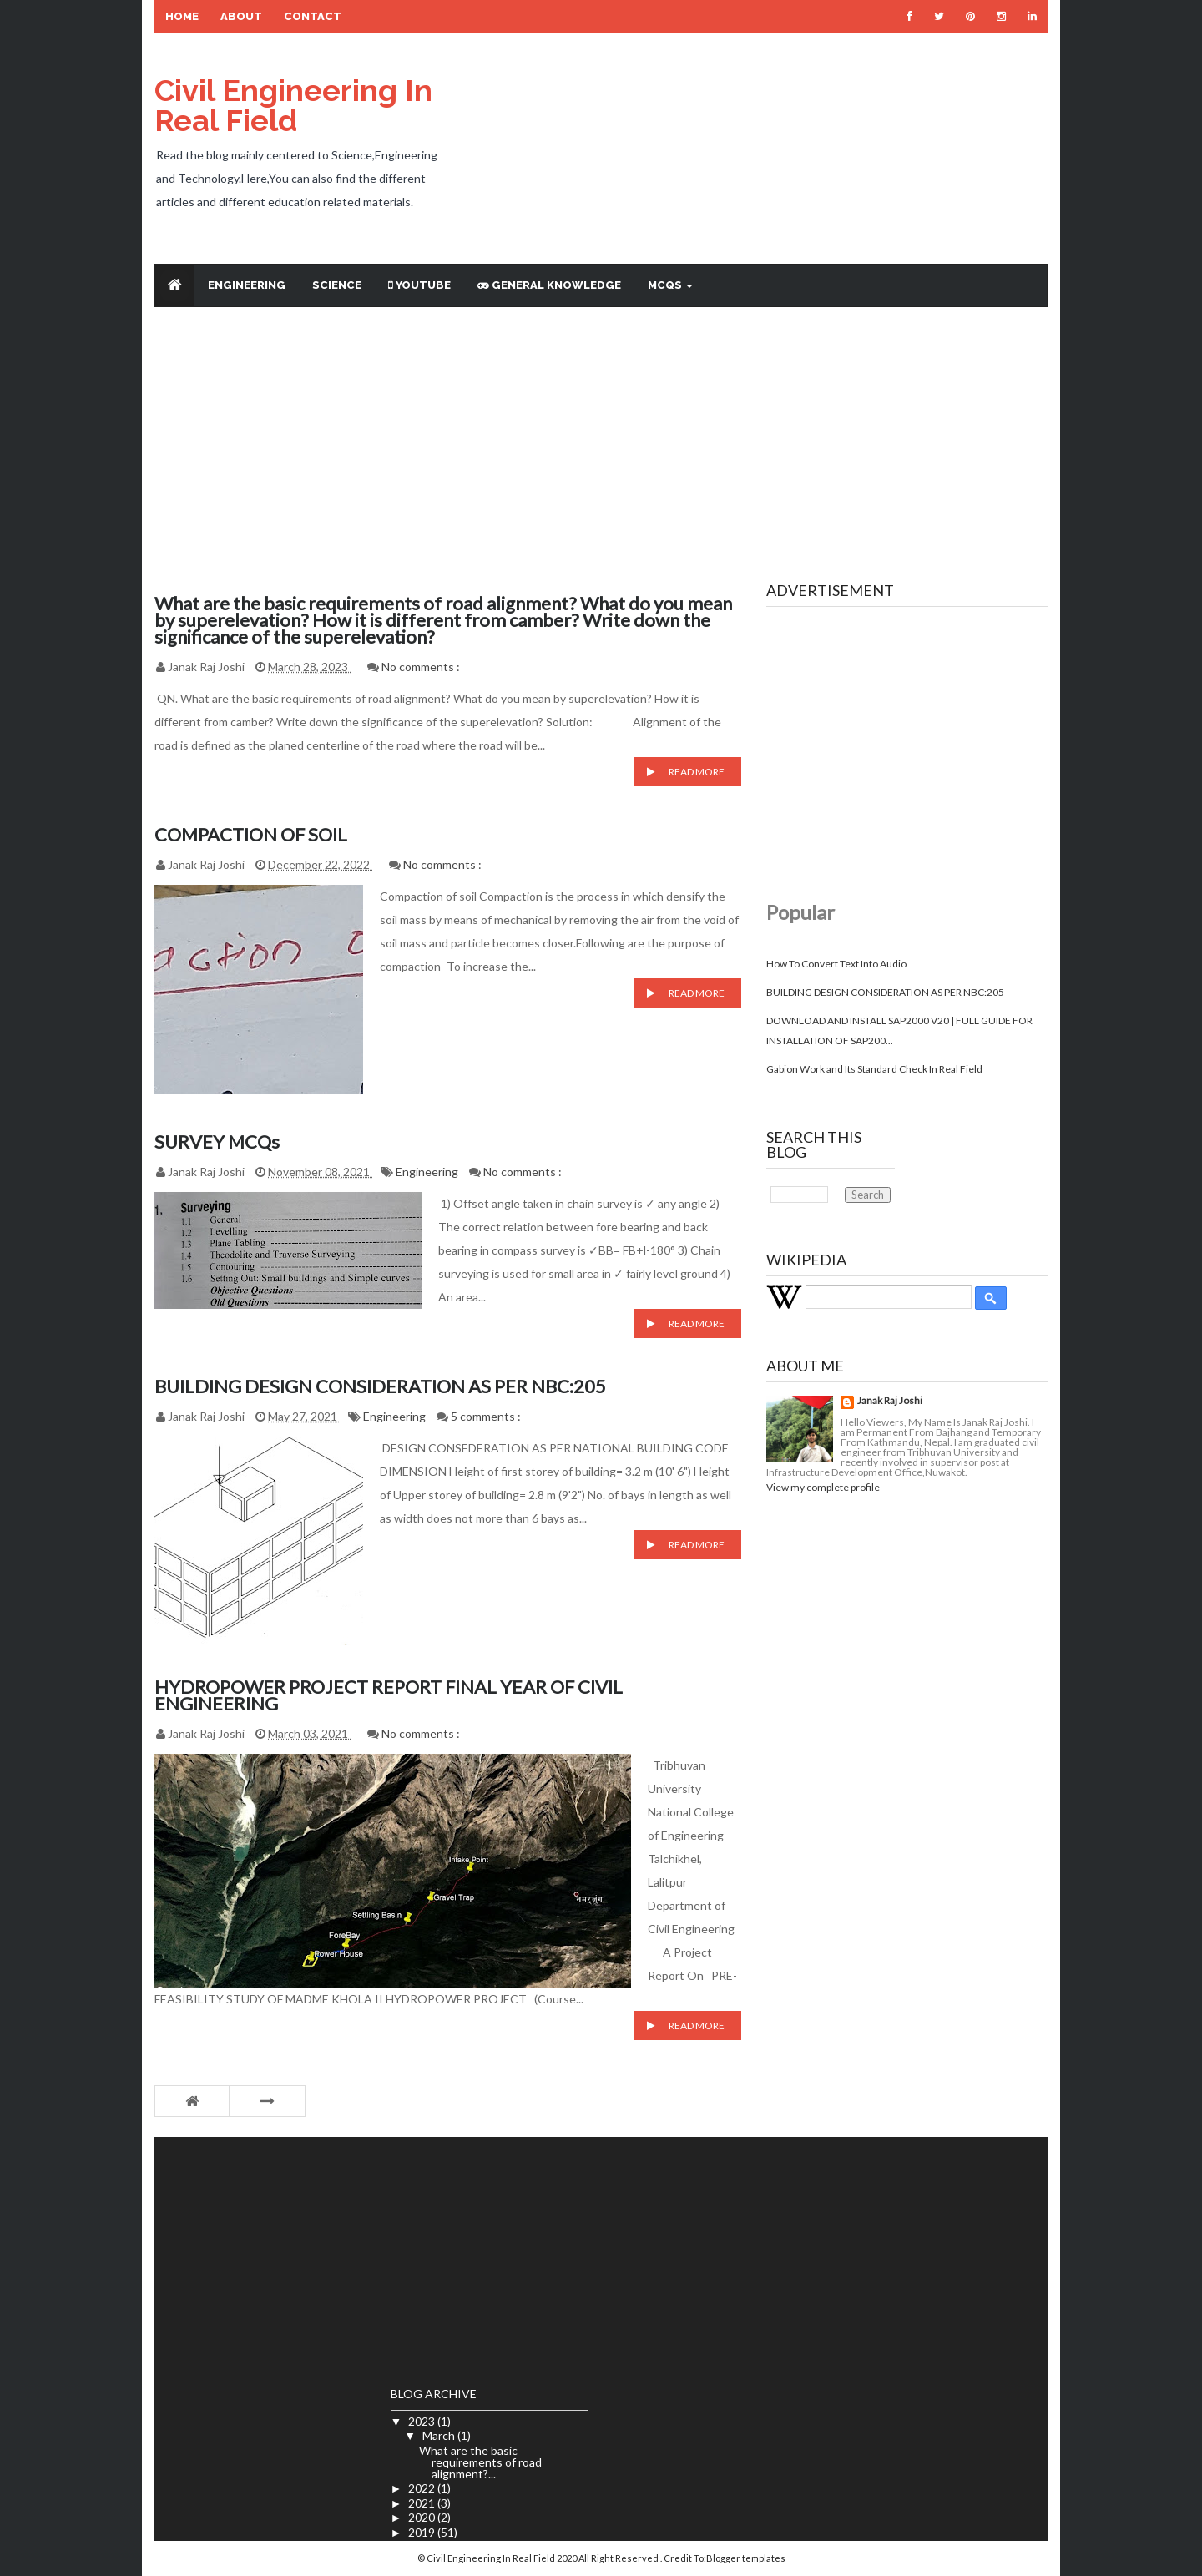 HOME ABOUT CONTACT
Civil Engineering In
Real Field
Read the blog mainly centered to Science,Engineering
and Technology.Here,You can also find the different
articles and different education related materials.
ENGINEERING SCIENCE YOUTUBE GENERAL KNOWLEDGE MCQS
What are the basic requirements of road alignment? What do you mean
by superelevation? How it is different from camber? Write down the
significance of the superelevation?
Janak Raj Joshi March 28, 2023 No comments :
QN. What are the basic requirements of road alignment? What do you mean by superelevation? How it is
different from camber? Write down the significance of the superelevation? Solution: Alignment of the
road is defined as the planed centerline of the road where the road will be...
READ MORE
COMPACTION OF SOIL
Janak Raj Joshi December 22, 2022 No comments :
action
Compaction of soil Compaction is the process in which densify the
soil mass by means of mechanical by removing the air from the void of
soil mass and particle becomes closer.Following are the purpose of
compaction -To increase the...
READ MORE
SURVEY MCQs
Janak Raj Joshi November 08, 2021 Engineering No comments :
1. Surveying
1.1 General
1.2 Levelling
1.3 Plane Tabling
1.4 Theodolite and Traverse Surveying
1.5 Contouring
1.6 Setting Out: Small buildings and Simple curves
Objective Questions
Old Questions
1) Offset angle taken in chain survey is ✓ any angle 2)
The correct relation between fore bearing and back
bearing in compass survey is ✓BB= FB+l-180° 3) Chain
surveying is used for small area in ✓ fairly level ground 4)
An area...
READ MORE
BUILDING DESIGN CONSIDERATION AS PER NBC:205
Janak Raj Joshi May 27, 2021 Engineering 5 comments :
DESIGN CONSEDERATION AS PER NATIONAL BUILDING CODE
DIMENSION Height of first storey of building= 3.2 m (10' 6") Height
of Upper storey of building= 2.8 m (9'2") No. of bays in length as well
as width does not more than 6 bays as...
READ MORE
HYDROPOWER PROJECT REPORT FINAL YEAR OF CIVIL
ENGINEERING
Janak Raj Joshi March 03, 2021 No comments :
Intake Point
Gravel Trap
नमर्जुंग
Settling Basin
ForeBay
Power House
Tribhuvan
University
National College
of Engineering
Talchikhel,
Lalitpur
Department of
Civil Engineering
A Project
Report On PRE-
FEASIBILITY STUDY OF MADME KHOLA II HYDROPOWER PROJECT (Course...
READ MORE
ADVERTISEMENT
Popular
How To Convert Text Into Audio
BUILDING DESIGN CONSIDERATION AS PER NBC:205
DOWNLOAD AND INSTALL SAP2000 V20 | FULL GUIDE FOR
INSTALLATION OF SAP200...
Gabion Work and Its Standard Check In Real Field
SEARCH THIS
BLOG
Search
WIKIPEDIA
W
ABOUT ME
Janak Raj Joshi
Hello Viewers, My Name Is Janak Raj Joshi. I
am Permanent From Bajhang and Temporary
From Kathmandu, Nepal. I am graduated civil
engineer from Tribhuvan University and
recently involved in supervisor post at
Infrastructure Development Office,Nuwakot.
View my complete profile
BLOG ARCHIVE
▼ 2023 (1)
▼ March (1)
What are the basic
requirements of road
alignment?...
► 2022 (1)
► 2021 (3)
► 2020 (2)
► 2019 (51)
© Civil Engineering In Real Field 2020 All Right Reserved . Credit To:Blogger templates